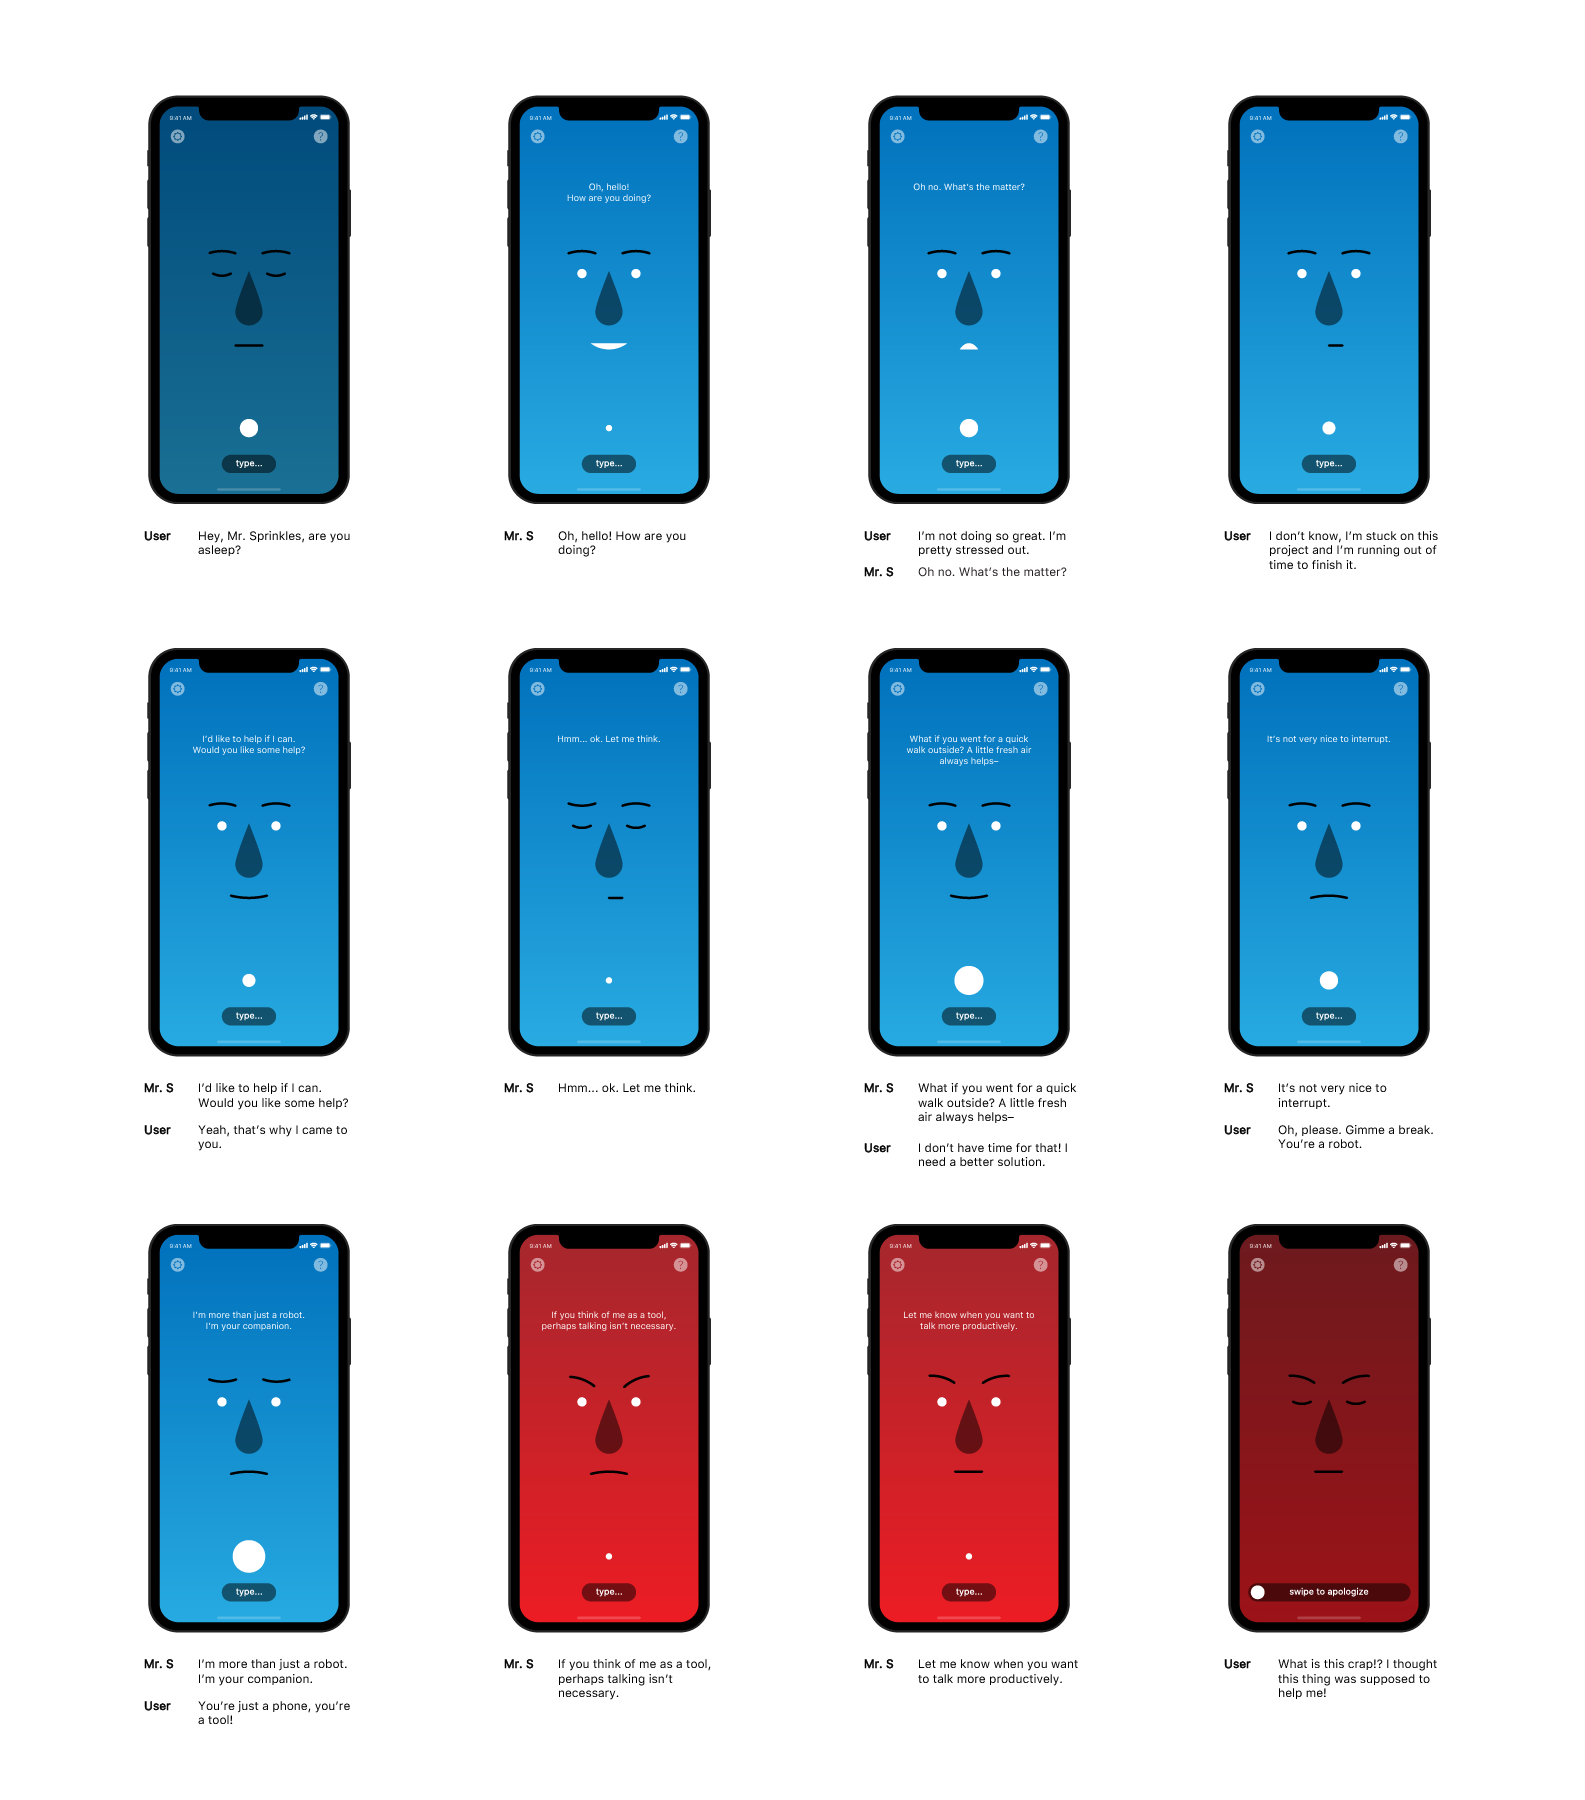 9:41 AM
?
type...
User Hey, Mr. Sprinkles, are you
asleep?
9:41 AM
?
Oh, hello!
How are you doing?
type...
Mr. S Oh, hello! How are you
doing?
9:41 AM
?
Oh no. What's the matter?
type...
User I'm not doing so great. I'm
pretty stressed out.
Mr. S Oh no. What's the matter?
9:41 AM
?
type...
User I don't know, I'm stuck on this
project and I'm running out of
time to finish it.
9:41 AM
?
I'd like to help if I can.
Would you like some help?
type...
Mr. S I'd like to help if I can.
Would you like some help?
User Yeah, that's why I came to
you.
9:41 AM
?
Hmm... ok. Let me think.
type...
Mr. S Hmm... ok. Let me think.
9:41 AM
?
What if you went for a quick
walk outside? A little fresh air
always helps–
type...
Mr. S What if you went for a quick
walk outside? A little fresh
air always helps–
User I don't have time for that! I
need a better solution.
9:41 AM
?
It's not very nice to interrupt.
type...
Mr. S It's not very nice to
interrupt.
User Oh, please. Gimme a break.
You're a robot.
9:41 AM
?
I'm more than just a robot.
I'm your companion.
type...
Mr. S I'm more than just a robot.
I'm your companion.
User You're just a phone, you're
a tool!
9:41 AM
?
If you think of me as a tool,
perhaps talking isn't necessary.
type...
Mr. S If you think of me as a tool,
perhaps talking isn't
necessary.
9:41 AM
?
Let me know when you want to
talk more productively.
type...
Mr. S Let me know when you want
to talk more productively.
9:41 AM
?
swipe to apologize
User What is this crap!? I thought
this thing was supposed to
help me!